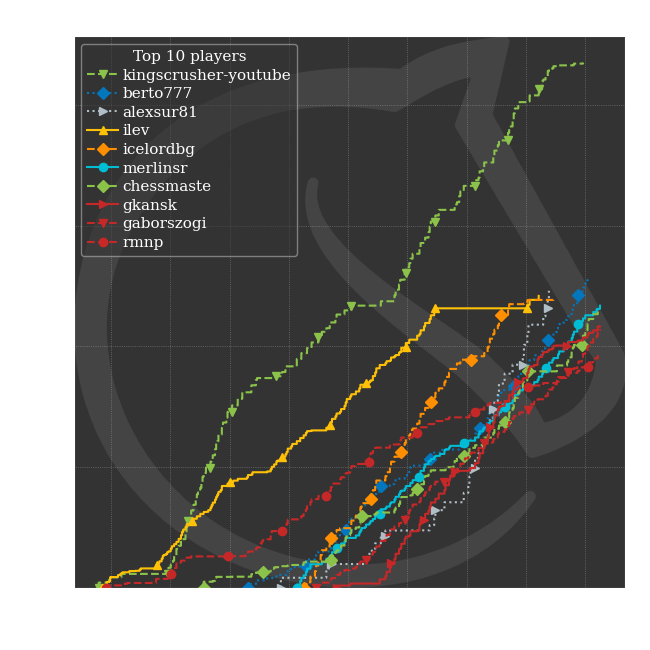 Top 10 players
kingscrusher-youtube
berto777
alexsur81
ilev
icelordbg
merlinsr
chessmaste
gkansk
gaborszogi
rmnp